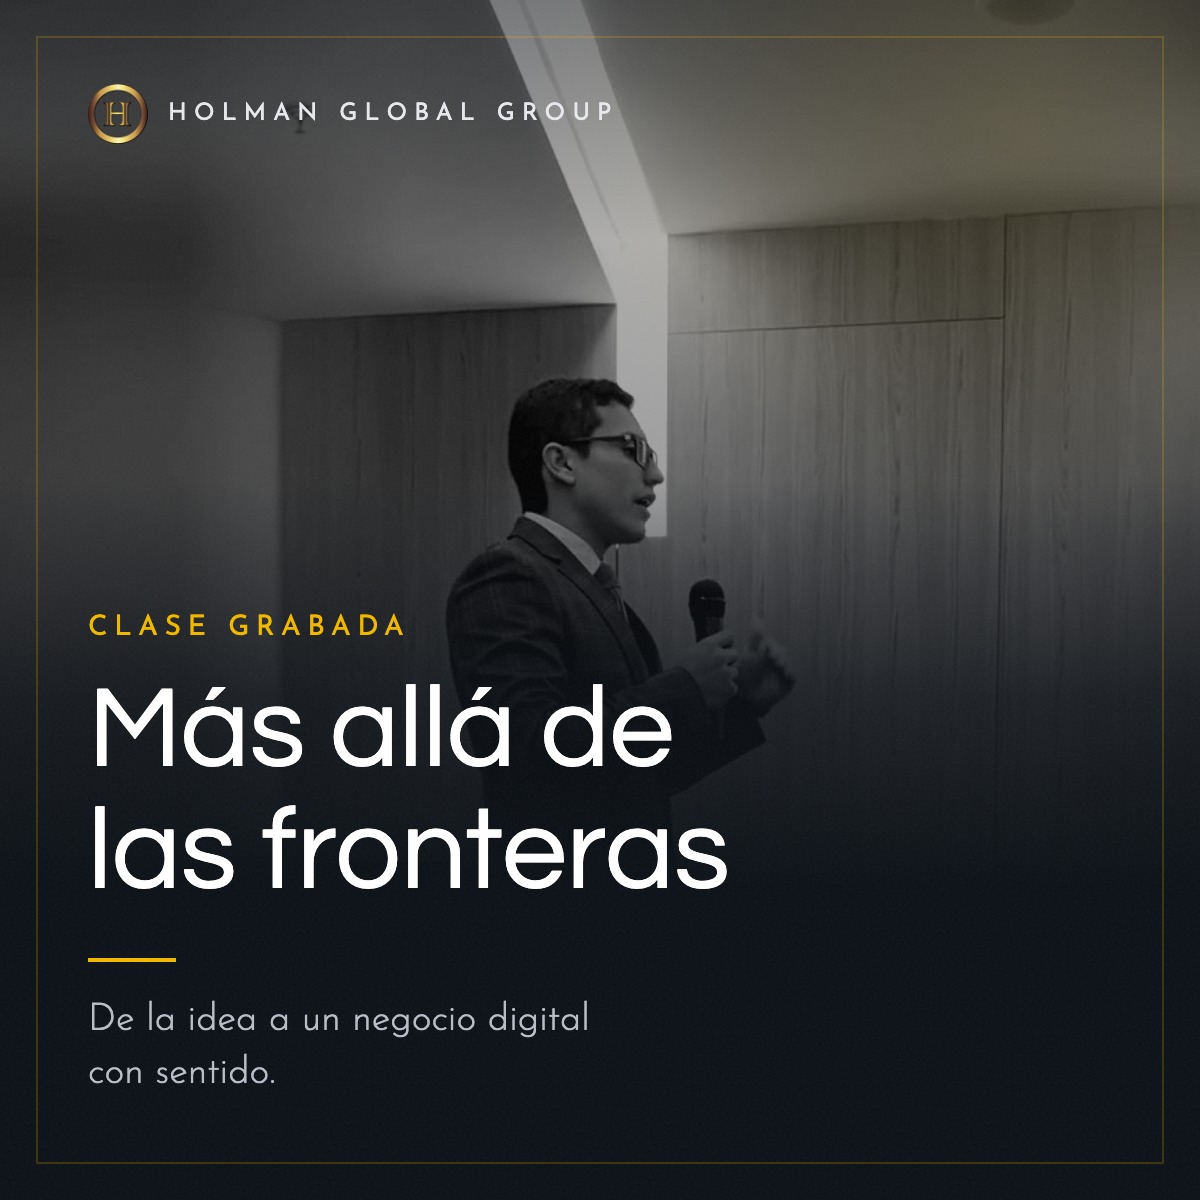 H
HOLMAN GLOBAL GROUP
CLASE GRABADA
Más allá de
las fronteras
De la idea a un negocio digital
con sentido.